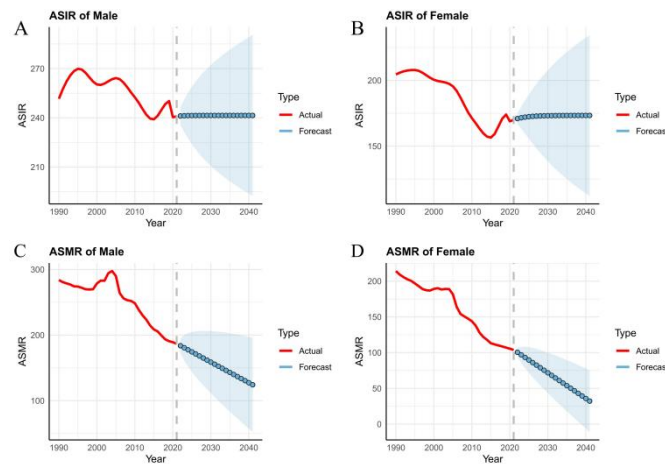 A
ASIR of Male
270
240
210
ASIR
1990 2000 2010 2020 2030 2040
Year
Type
Actual
Forecast
B
ASIR of Female
200
150
ASIR
1990 2000 2010 2020 2030 2040
Year
Type
Actual
Forecast
C
ASMR of Male
300
200
100
ASMR
1990 2000 2010 2020 2030 2040
Year
Type
Actual
Forecast
D
ASMR of Female
200
150
100
50
0
ASMR
1990 2000 2010 2020 2030 2040
Year
Type
Actual
Forecast